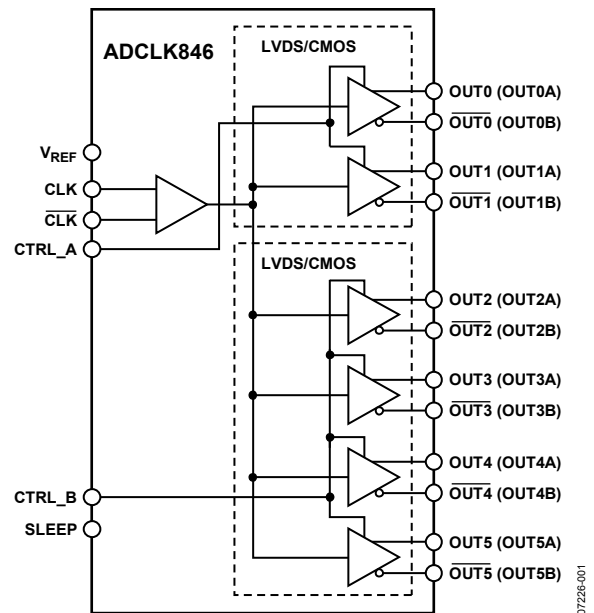 ADCLK846
LVDS/CMOS
OUT0 (OUT0A)
OUT0 (OUT0B)
VREF
OUT1 (OUT1A)
CLK
OUT1 (OUT1B)
CLK
CTRL_A
LVDS/CMOS
OUT2 (OUT2A)
OUT2 (OUT2B)
OUT3 (OUT3A)
OUT3 (OUT3B)
OUT4 (OUT4A)
CTRL_B
OUT4 (OUT4B)
SLEEP
OUT5 (OUT5A)
OUT5 (OUT5B)
07226-001